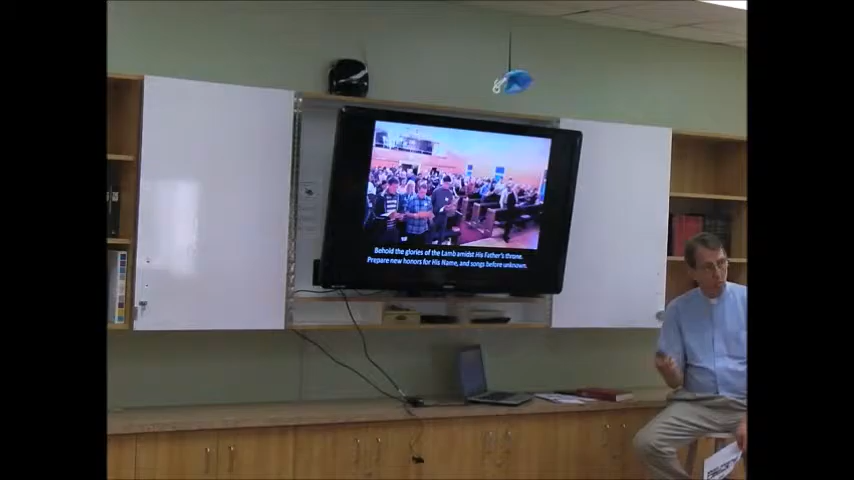 Behold the glories of the Lamb amidst His Father's throne.
Prepare new honors for His Name, and songs before unknown.